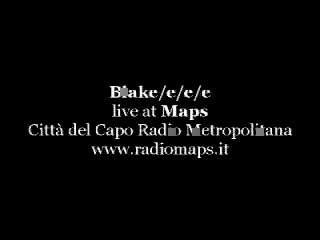 Blake/e/e/e
live at Maps
Città del Capo Radio Metropolitana
www.radiomaps.it